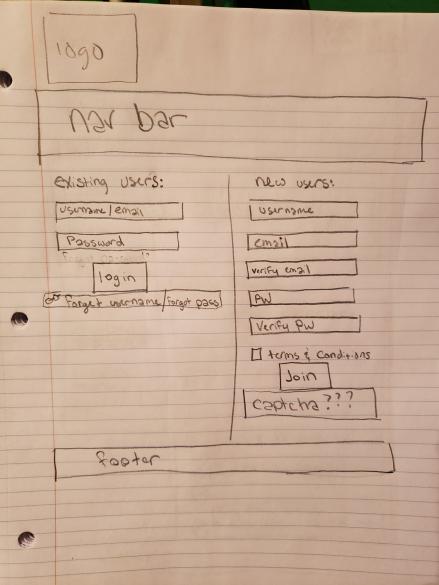 logo
nav bar
existing users:
username/email
Password
login
forget username/forgot pass
new users:
username
email
verify email
PW
Verify PW
terms & conditions
Join
Captcha???
footer